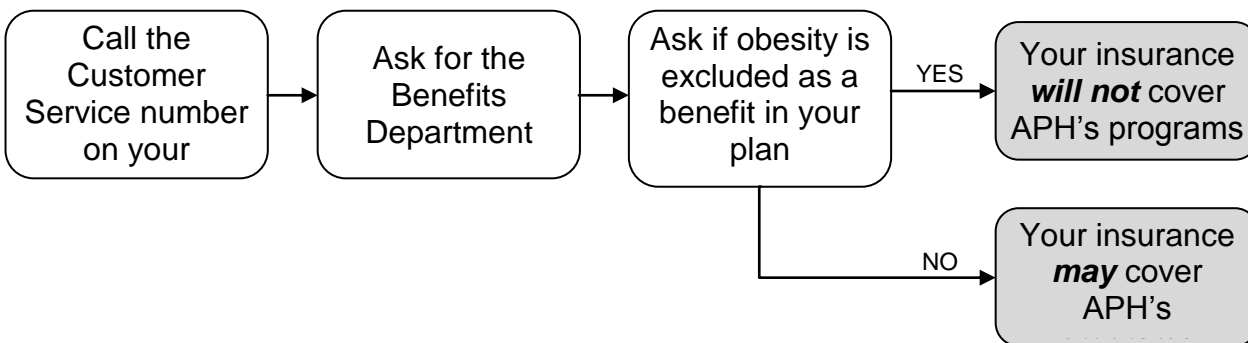 Call the
Customer
Service number
on your
Ask for the
Benefits
Department
Ask if obesity is
excluded as a
benefit in your
plan
YES
Your insurance
will not cover
APH’s programs
NO
Your insurance
may cover
APH’s